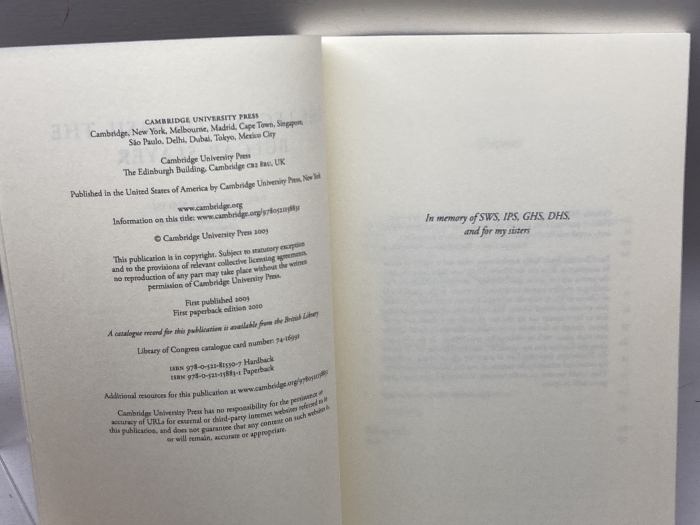 CAMBRIDGE UNIVERSITY PRESS
Cambridge, New York, Melbourne, Madrid, Cape Town, Singapore,
São Paulo, Delhi, Dubai, Tokyo, Mexico City
Cambridge University Press
The Edinburgh Building, Cambridge CB2 8RU, UK
Published in the United States of America by Cambridge University Press, New York
www.cambridge.org
Information on this title:
© Cambridge University Press 2003
This publication is in copyright. Subject to statutory exception
and to the provisions of relevant collective licensing agreements,
no reproduction of any part may take place without the written
permission of Cambridge University Press.
First published 2003
First paperback edition 2010
A catalogue record for this publication is available from the British Library
Library of Congress catalogue card number:
ISBN 978-0-521-81530-7 Hardback
ISBN Paperback
Additional resources for this publication at
Cambridge University Press has no responsibility for the persistence or
accuracy of URLs for external or third-party internet websites referred to in
this publication, and does not guarantee that any content on such websites is,
or will remain, accurate or appropriate.
In memory of SWS, IPS, GHS, DHS,
and for my sisters